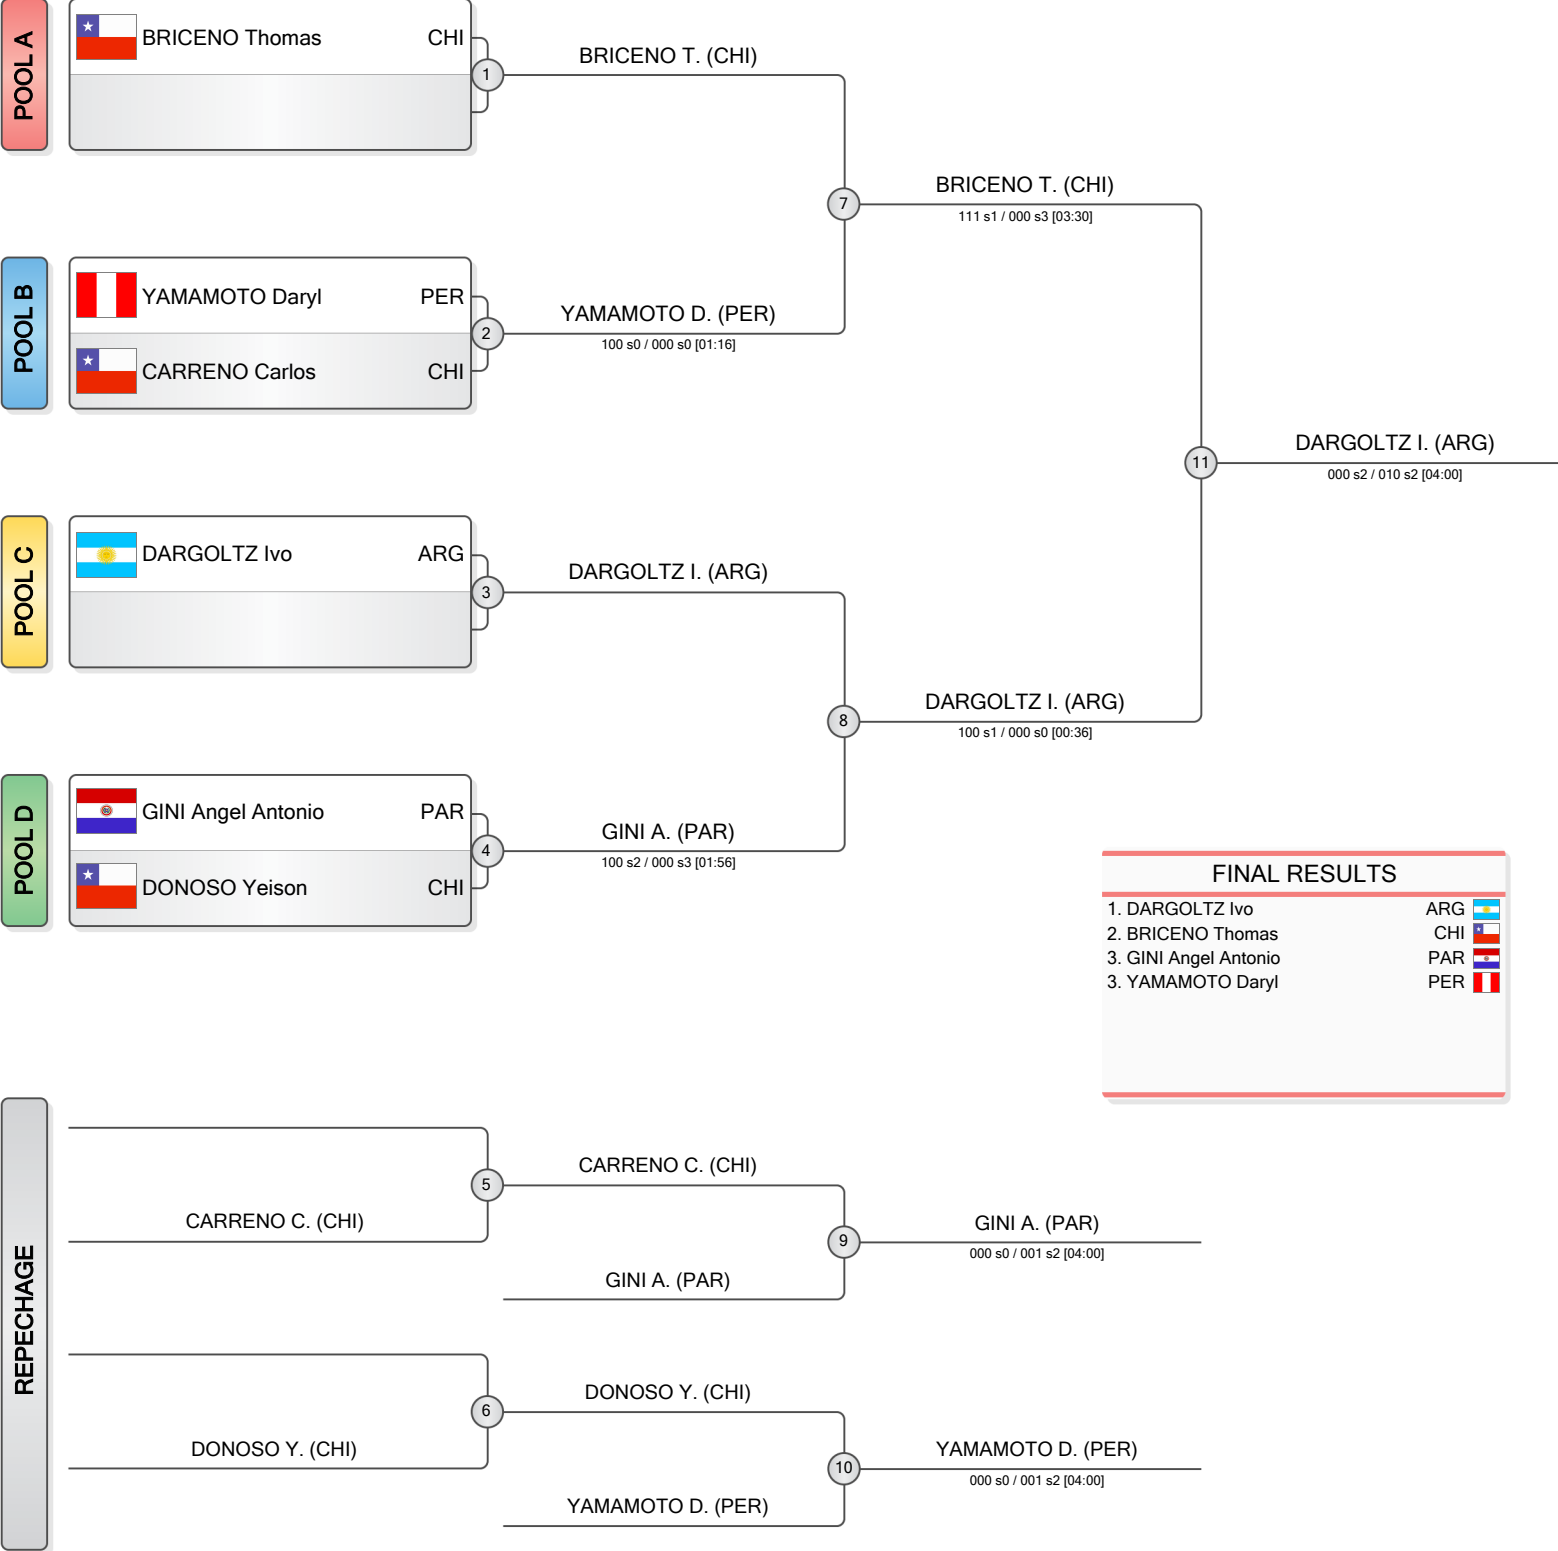 POOL A
BRICENO Thomas CHI
1
BRICENO T. (CHI)
7
BRICENO T. (CHI)
111 s1 / 000 s3 [03:30]
POOL B
YAMAMOTO Daryl PER
CARRENO Carlos CHI
2
YAMAMOTO D. (PER)
100 s0 / 000 s0 [01:16]
11
DARGOLTZ I. (ARG)
000 s2 / 010 s2 [04:00]
POOL C
DARGOLTZ Ivo ARG
3
DARGOLTZ I. (ARG)
8
DARGOLTZ I. (ARG)
100 s1 / 000 s0 [00:36]
POOL D
GINI Angel Antonio PAR
DONOSO Yeison CHI
4
GINI A. (PAR)
100 s2 / 000 s3 [01:56]
FINAL RESULTS
1. DARGOLTZ Ivo ARG
2. BRICENO Thomas CHI
3. GINI Angel Antonio PAR
3. YAMAMOTO Daryl PER
REPECHAGE
CARRENO C. (CHI)
5
CARRENO C. (CHI)
GINI A. (PAR)
9
GINI A. (PAR)
000 s0 / 001 s2 [04:00]
DONOSO Y. (CHI)
6
DONOSO Y. (CHI)
YAMAMOTO D. (PER)
10
YAMAMOTO D. (PER)
000 s0 / 001 s2 [04:00]